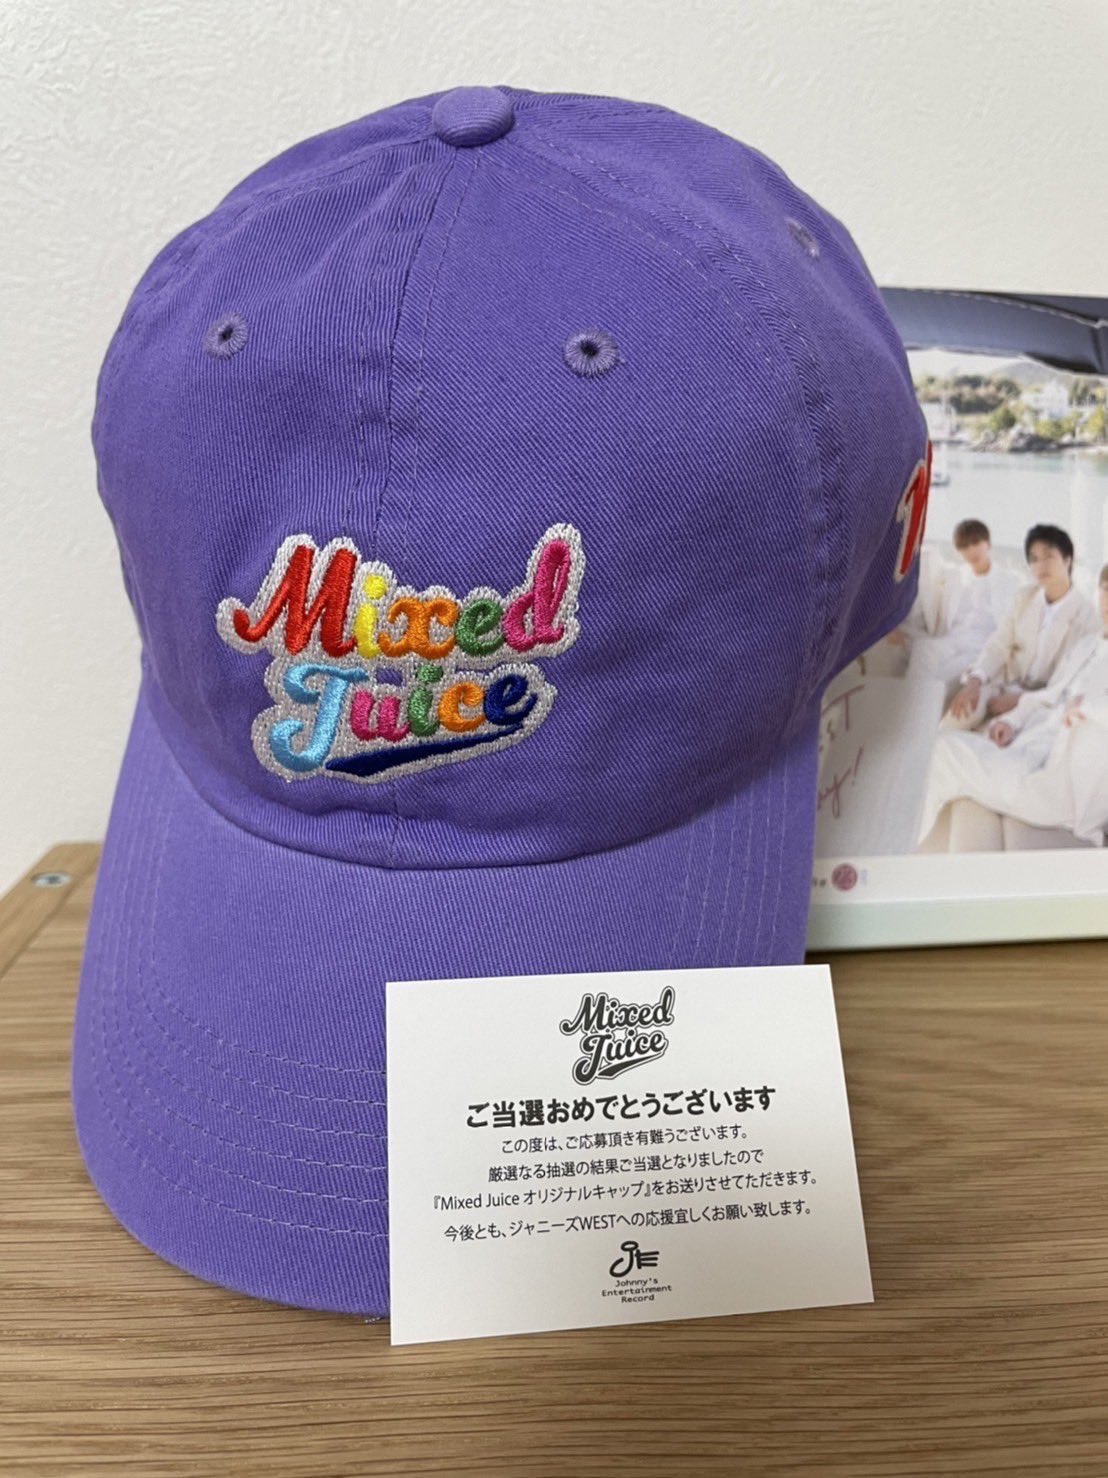 Mixed
Juice
Mixed
Juice
ご当選おめでとうございます
この度は、ご応募頂き有難うございます。
厳選なる抽選の結果ご当選となりましたので
『Mixed Juice オリジナルキャップ』をお送りさせてただきます。
今後とも、ジャニーズWESTへの応援宜しくお願い致します。
Johnny's
Entertainment
Record